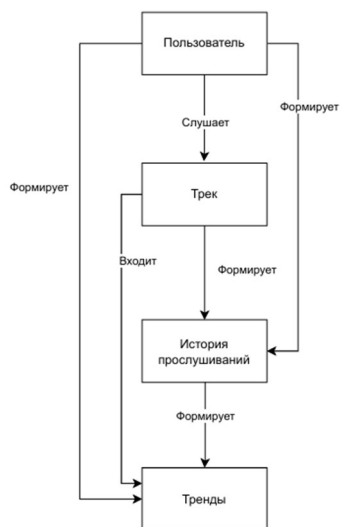 Пользователь
Формирует
Слушает
Формирует
Трек
Входит
Формирует
История
прослушиваний
Формирует
Тренды